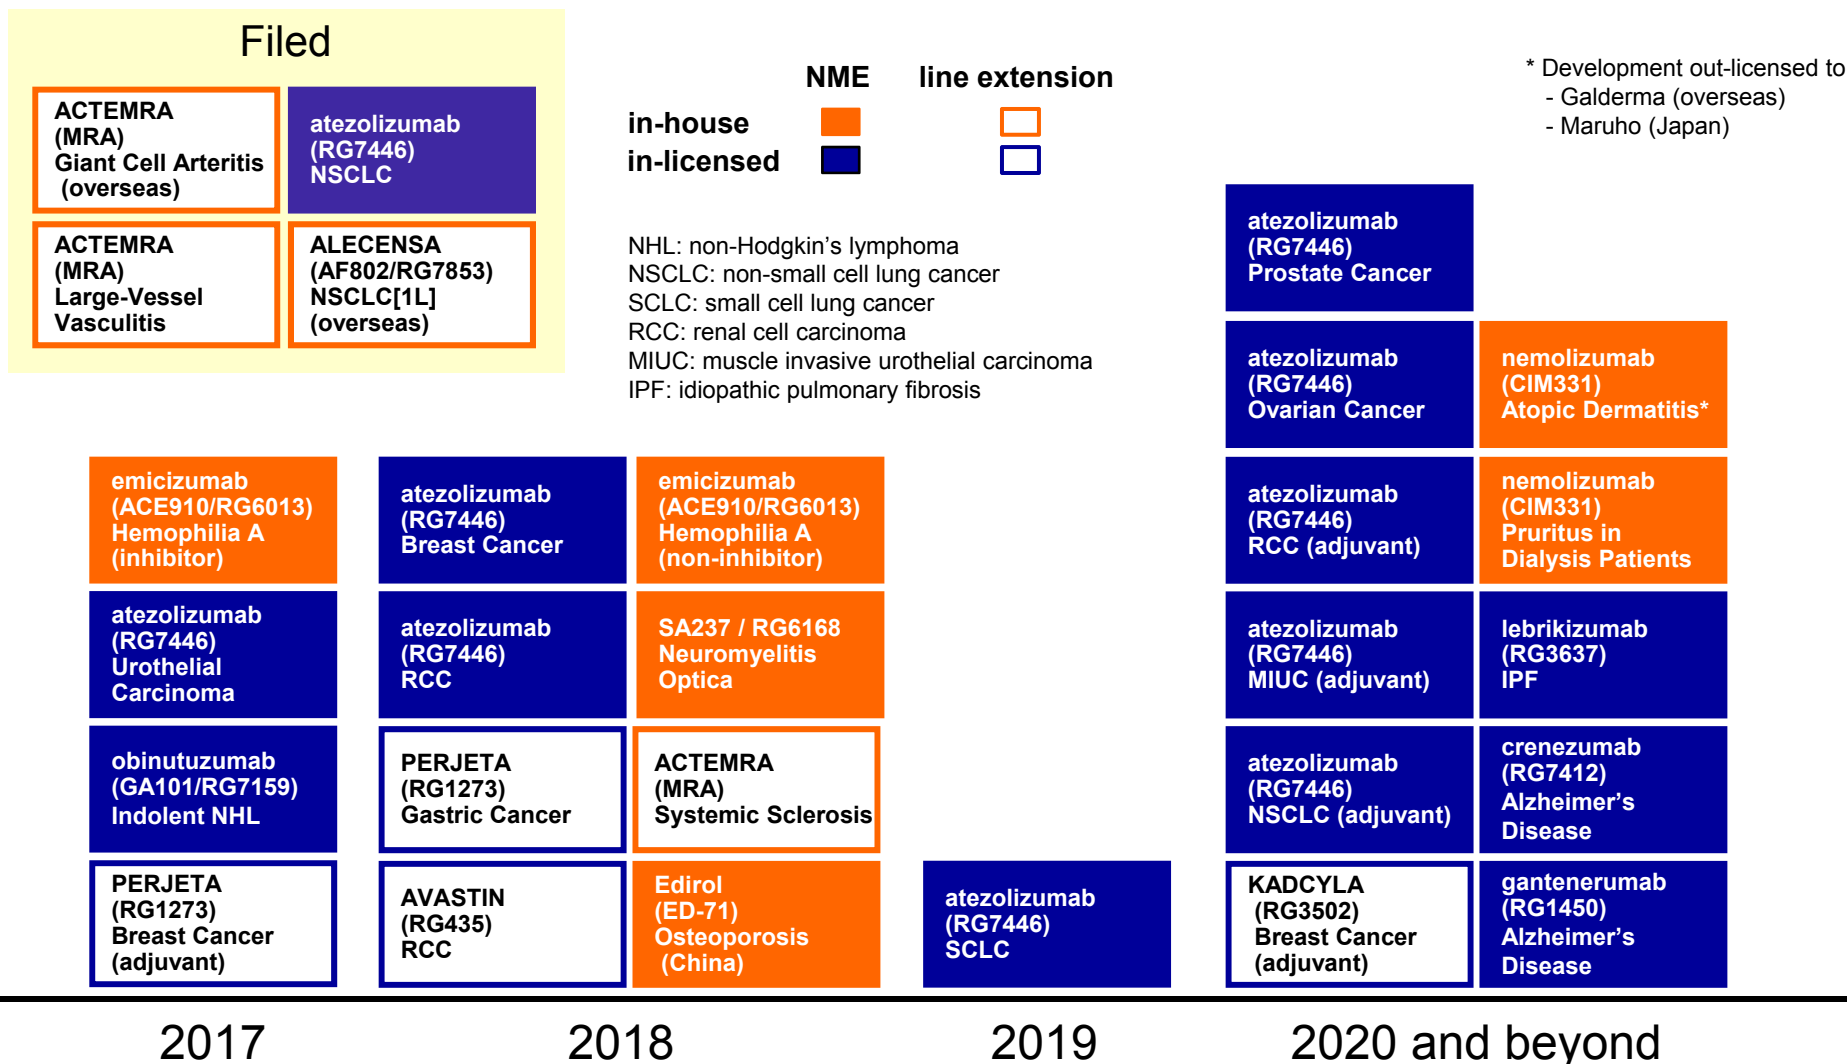 Filed
ACTEMRA
(MRA)
Giant Cell Arteritis
(overseas)
atezolizumab
(RG7446)
NSCLC
ACTEMRA
(MRA)
Large-Vessel
Vasculitis
ALECENSA
(AF802/RG7853)
NSCLC[1L]
(overseas)
NME line extension
in-house
in-licensed
NHL: non-Hodgkin's lymphoma
NSCLC: non-small cell lung cancer
SCLC: small cell lung cancer
RCC: renal cell carcinoma
MIUC: muscle invasive urothelial carcinoma
IPF: idiopathic pulmonary fibrosis
* Development out-licensed to
- Galderma (overseas)
- Maruho (Japan)
emicizumab
(ACE910/RG6013)
Hemophilia A
(inhibitor)
atezolizumab
(RG7446)
Urothelial
Carcinoma
obinutuzumab
(GA101/RG7159)
Indolent NHL
PERJETA
(RG1273)
Breast Cancer
(adjuvant)
2017
atezolizumab
(RG7446)
Breast Cancer
atezolizumab
(RG7446)
RCC
PERJETA
(RG1273)
Gastric Cancer
AVASTIN
(RG435)
RCC
emicizumab
(ACE910/RG6013)
Hemophilia A
(non-inhibitor)
SA237 / RG6168
Neuromyelitis
Optica
ACTEMRA
(MRA)
Systemic Sclerosis
Edirol
(ED-71)
Osteoporosis
(China)
2018
atezolizumab
(RG7446)
SCLC
2019
atezolizumab
(RG7446)
Prostate Cancer
atezolizumab
(RG7446)
Ovarian Cancer
atezolizumab
(RG7446)
RCC (adjuvant)
atezolizumab
(RG7446)
MIUC (adjuvant)
atezolizumab
(RG7446)
NSCLC (adjuvant)
KADCYLA
(RG3502)
Breast Cancer
(adjuvant)
nemolizumab
(CIM331)
Atopic Dermatitis*
nemolizumab
(CIM331)
Pruritus in
Dialysis Patients
lebrikizumab
(RG3637)
IPF
crenezumab
(RG7412)
Alzheimer's
Disease
gantenerumab
(RG1450)
Alzheimer's
Disease
2020 and beyond